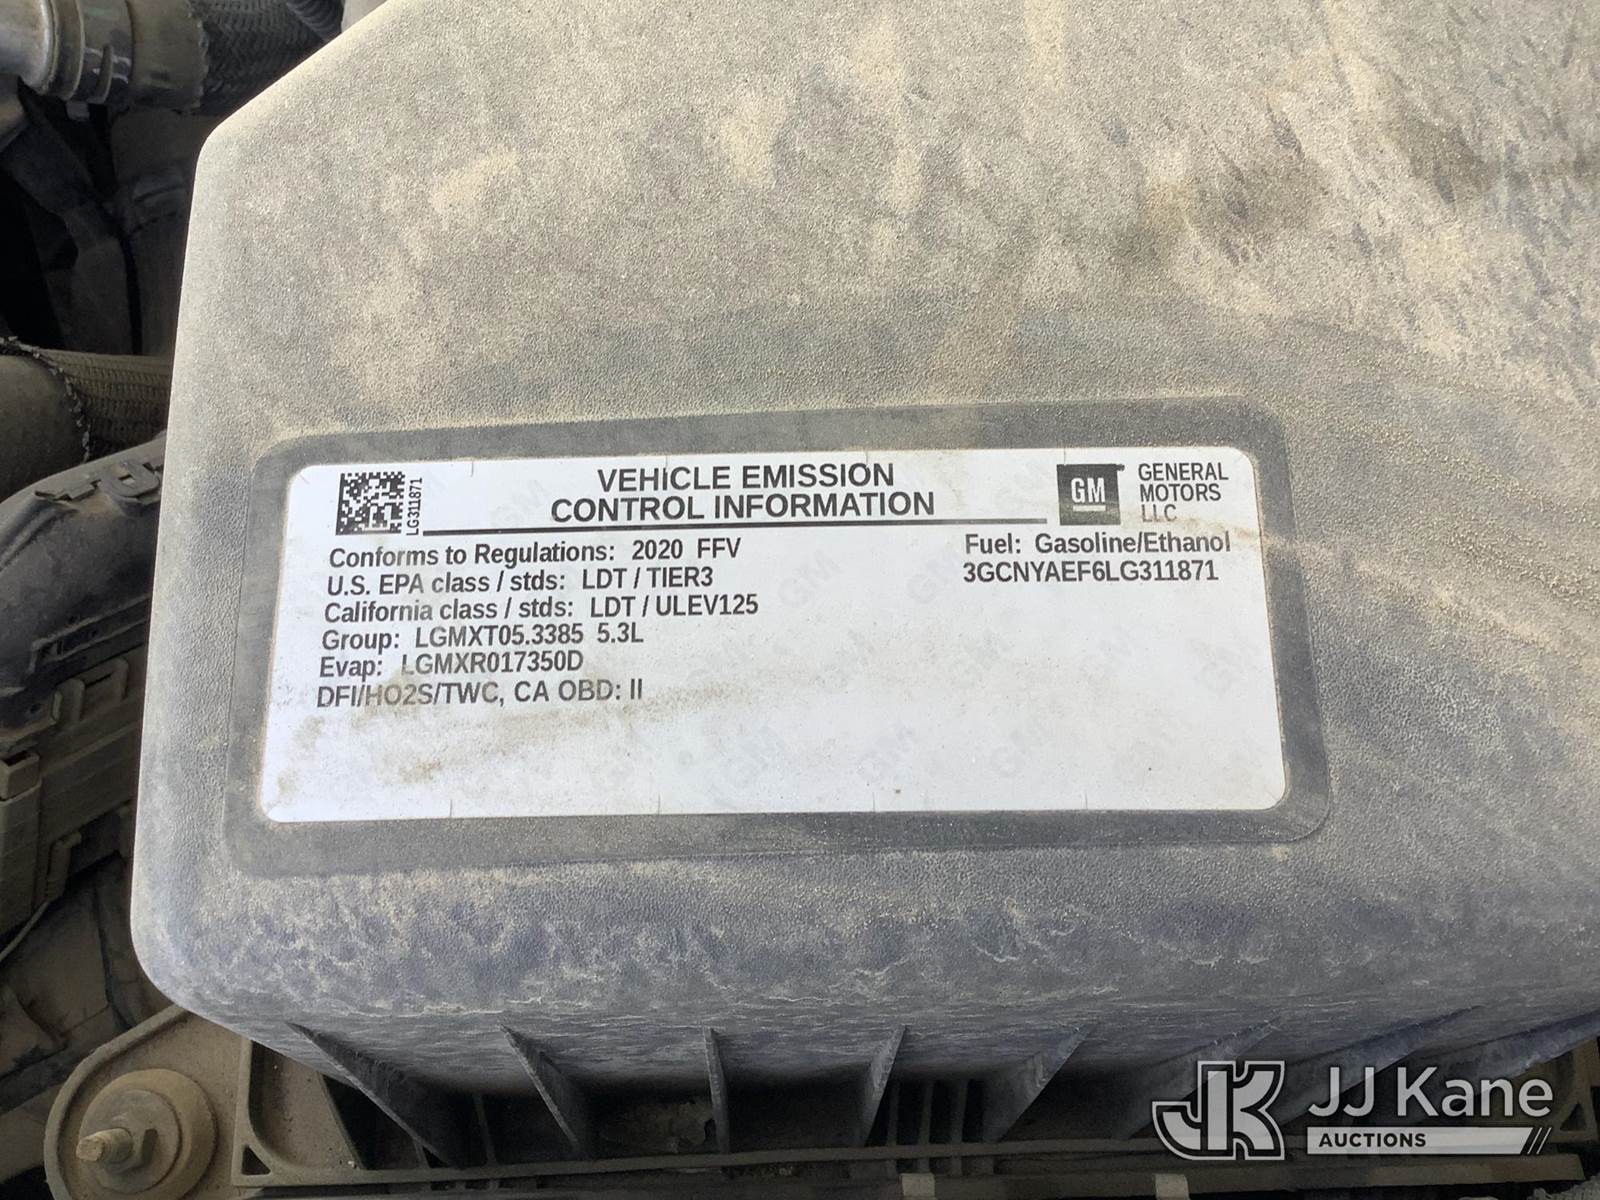 LG311871
VEHICLE EMISSION
CONTROL INFORMATION
GM
GENERAL
MOTORS
LLC
Conforms to Regulations: 2020 FFV
Fuel: Gasoline/Ethanol
U.S. EPA class / stds: LDT / TIER3
3GCNYAEF6LG311871
California class / stds: LDT / ULEV125
Group: LGMXT05.3385 5.3L
Evap: LGMXR017350D
DFI/HO2S/TWC, CA OBD: II
JK JJ Kane
AUCTIONS